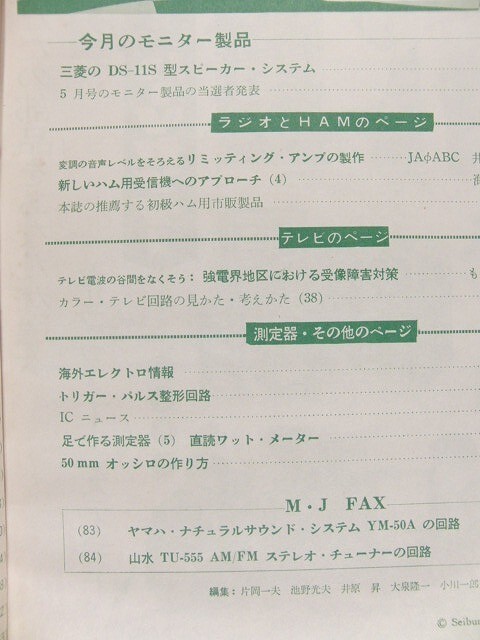 今月のモニター製品
三菱の DS-11S 型スピーカー・システム
5 月号のモニター製品の当選者発表
ラジオとHAMのページ
変調の音声レベルをそろえるリミッティング・アンプの製作 JAφABC 井
新しいハム用受信機へのアプローチ (4)
本誌の推薦する初級ハム用市販製品
テレビのページ
テレビ電波の谷間をなくそう: 強電界地区における受像障害対策 も
カラー・テレビ回路の見かた・考えかた (38)
測定器・その他のページ
海外エレクトロ情報
トリガー・パルス整形回路
IC ニュース
足で作る測定器 (5) 直読ワット・メーター
50 mm オッシロの作り方
M・J FAX
(83) ヤマハ・ナチュラルサウンド・システム YM-50A の回路
(84) 山水 TU-555 AM/FM ステレオ・チューナーの回路
編集: 片岡一夫 池野光夫 井原 昇 大泉隆一 小川一郎
© Seibu